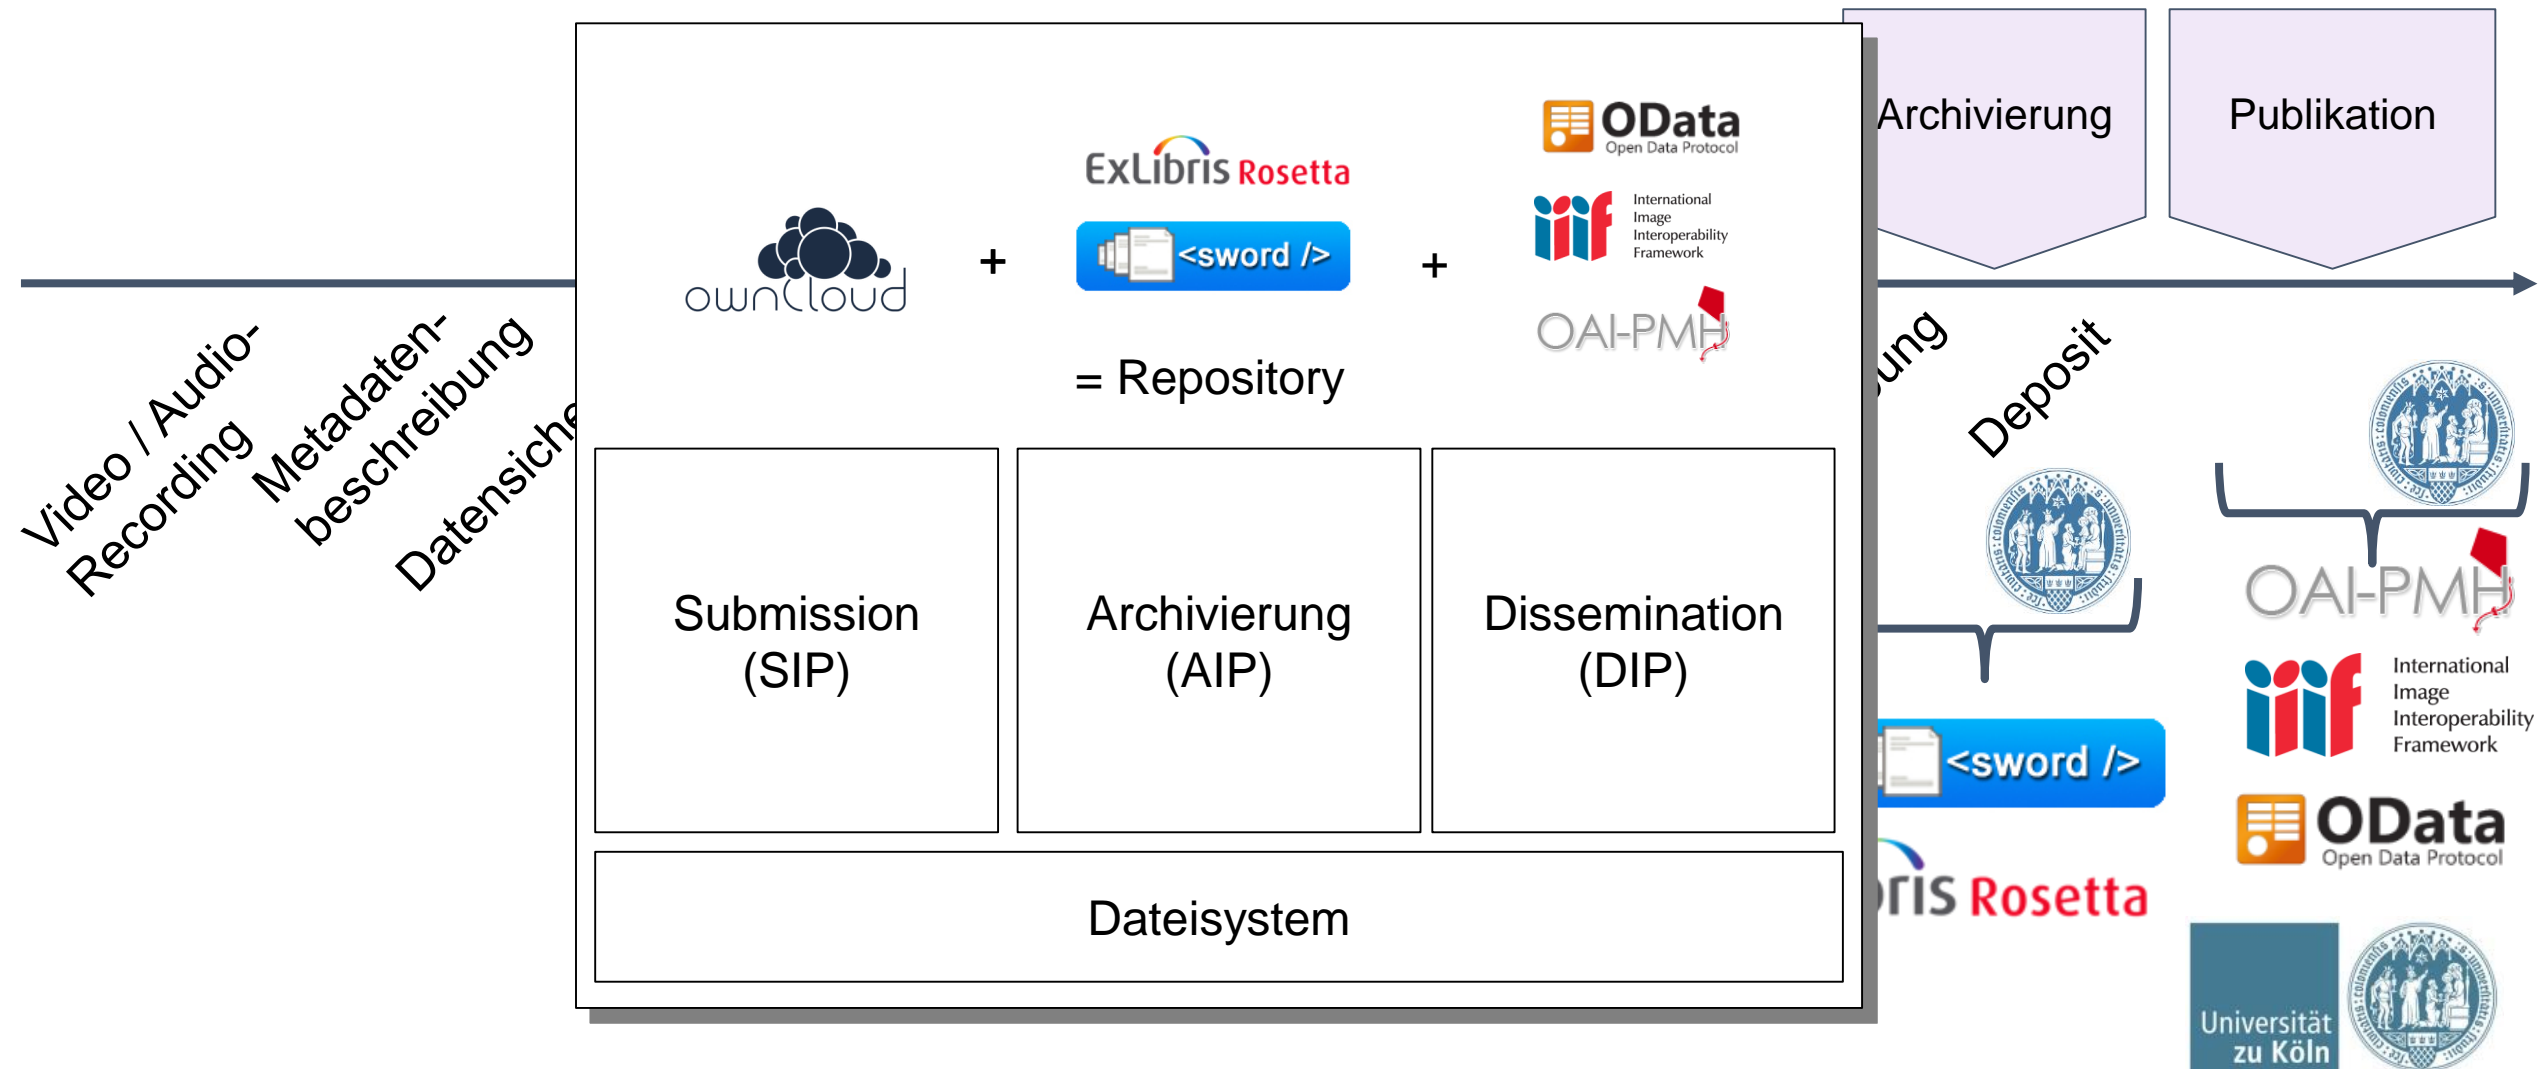 Archivierung
Publikation
OData
Open Data Protocol
ExLibris Rosetta
International
Image
Interoperability
Framework
iiif
ownCloud
+
<sword />
+
OAI-PMH
= Repository
Video / Audio-
Recording
Metadaten-
beschreibung
Datensiche
ung
Deposit
Submission
(SIP)
Archivierung
(AIP)
Dissemination
(DIP)
Dateisystem
<sword />
ris Rosetta
OAI-PMH
iiif
International
Image
Interoperability
Framework
OData
Open Data Protocol
Universität
zu Köln